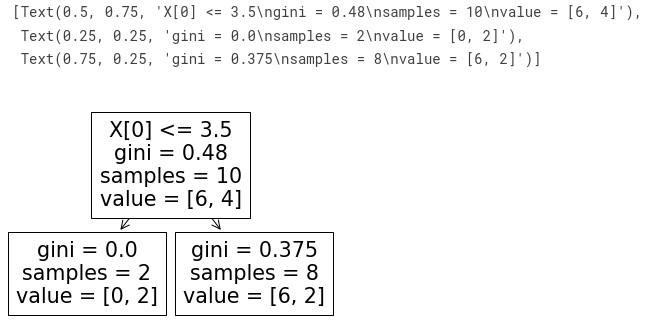 [Text(0.5, 0.75, 'X[0] <= 3.5\ngini = 0.48\nsamples = 10\nvalue = [6, 4]'),
Text(0.25, 0.25, 'gini = 0.0\nsamples = 2\nvalue = [0, 2]'),
Text(0.75, 0.25, 'gini = 0.375\nsamples = 8\nvalue = [6, 2]')]
X[0] <= 3.5
gini = 0.48
samples = 10
value = [6, 4]
gini = 0.0
samples = 2
value = [0, 2]
gini = 0.375
samples = 8
value = [6, 2]